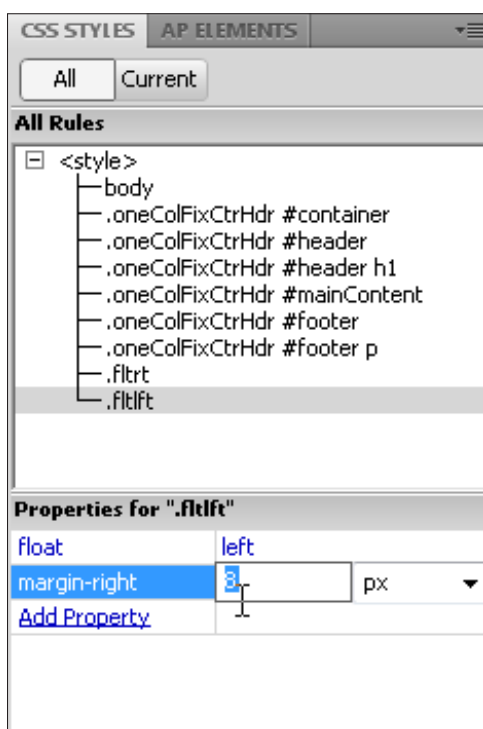 CSS STYLES AP ELEMENTS
All Current
All Rules
<style>
body
.oneColFixCtrHdr #container
.oneColFixCtrHdr #header
.oneColFixCtrHdr #header h1
.oneColFixCtrHdr #mainContent
.oneColFixCtrHdr #footer
.oneColFixCtrHdr #footer p
.fltrt
.fltlft
Properties for ".fltlft"
float left
margin-right 8 px
Add Property